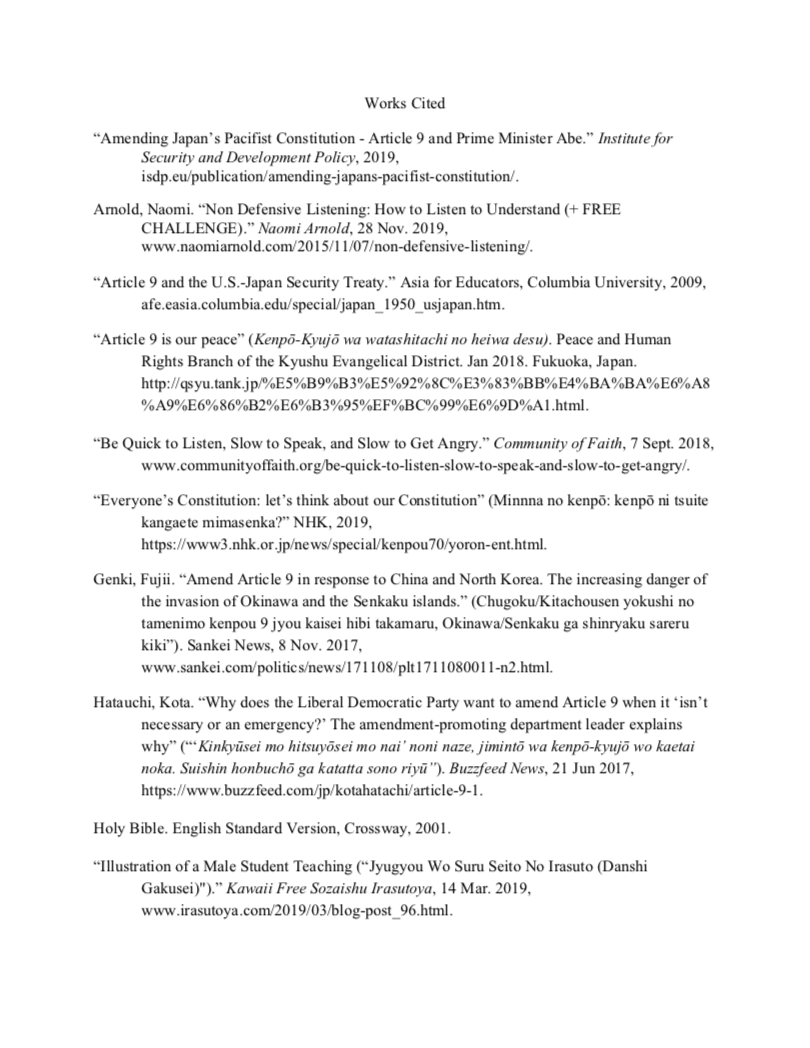 Works Cited
“Amending Japan’s Pacifist Constitution - Article 9 and Prime Minister Abe.” Institute for
Security and Development Policy, 2019,
isdp.eu/publication/amending-japans-pacifist-constitution/.
Arnold, Naomi. “Non Defensive Listening: How to Listen to Understand (+ FREE
CHALLENGE).” Naomi Arnold, 28 Nov. 2019,
www.naomiarnold.com/2015/11/07/non-defensive-listening/.
“Article 9 and the U.S.-Japan Security Treaty.” Asia for Educators, Columbia University, 2009,
afe.easia.columbia.edu/special/japan_1950_usjapan.htm.
“Article 9 is our peace” (Kenpō-Kyujō wa watashitachi no heiwa desu). Peace and Human
Rights Branch of the Kyushu Evangelical District. Jan 2018. Fukuoka, Japan.
http://qsyu.tank.jp/%E5%B9%B3%E5%92%8C%E3%83%BB%E4%BA%BA%E6%A8
%A9%E6%86%B2%E6%B3%95%EF%BC%99%E6%9D%A1.html.
“Be Quick to Listen, Slow to Speak, and Slow to Get Angry.” Community of Faith, 7 Sept. 2018,
www.communityoffaith.org/be-quick-to-listen-slow-to-speak-and-slow-to-get-angry/.
“Everyone’s Constitution: let’s think about our Constitution” (Minnna no kenpō: kenpō ni tsuite
kangaete mimasenka?” NHK, 2019,
https://www3.nhk.or.jp/news/special/kenpou70/yoron-ent.html.
Genki, Fujii. “Amend Article 9 in response to China and North Korea. The increasing danger of
the invasion of Okinawa and the Senkaku islands.” (Chugoku/Kitachousen yokushi no
tamenimo kenpou 9 jyou kaisei hibi takamaru, Okinawa/Senkaku ga shinryaku sareru
kiki”). Sankei News, 8 Nov. 2017,
www.sankei.com/politics/news/171108/plt1711080011-n2.html.
Hatauchi, Kota. “Why does the Liberal Democratic Party want to amend Article 9 when it ‘isn’t
necessary or an emergency?’ The amendment-promoting department leader explains
why” (“‘Kinkyūsei mo hitsuyōsei mo nai’ noni naze, jimintō wa kenpō-kyujō wo kaetai
noka. Suishin honbuchō ga katatta sono riyū”). Buzzfeed News, 21 Jun 2017,
https://www.buzzfeed.com/jp/kotahatachi/article-9-1.
Holy Bible. English Standard Version, Crossway, 2001.
“Illustration of a Male Student Teaching (“Jyugyou Wo Suru Seito No Irasuto (Danshi
Gakusei)").” Kawaii Free Sozaishu Irasutoya, 14 Mar. 2019,
www.irasutoya.com/2019/03/blog-post_96.html.